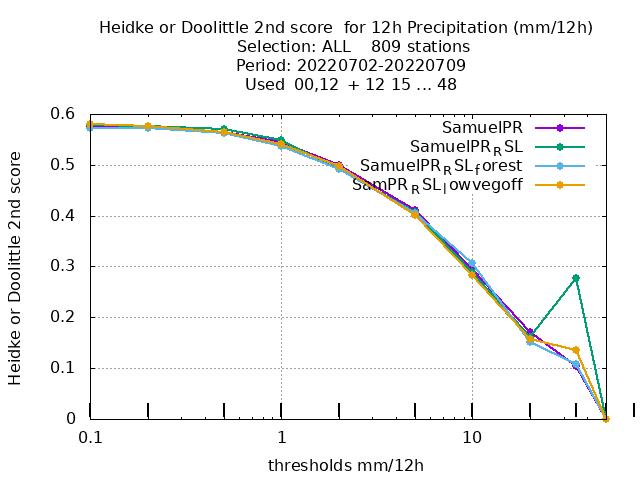 Heidke or Doolittle 2nd score  for 12h Precipitation (mm/12h)
Selection: ALL    809 stations
Period: 20220702-20220709
Used  00,12  + 12 15 ... 48
SamuelPR
SamuelPR_RSL
SamuelPR_RSL_forest
SamPR_RSL_lowvegoff
Heidke or Doolittle 2nd score
0.6
0.5
0.4
0.3
0.2
0.1
0
0.1
1
10
thresholds mm/12h